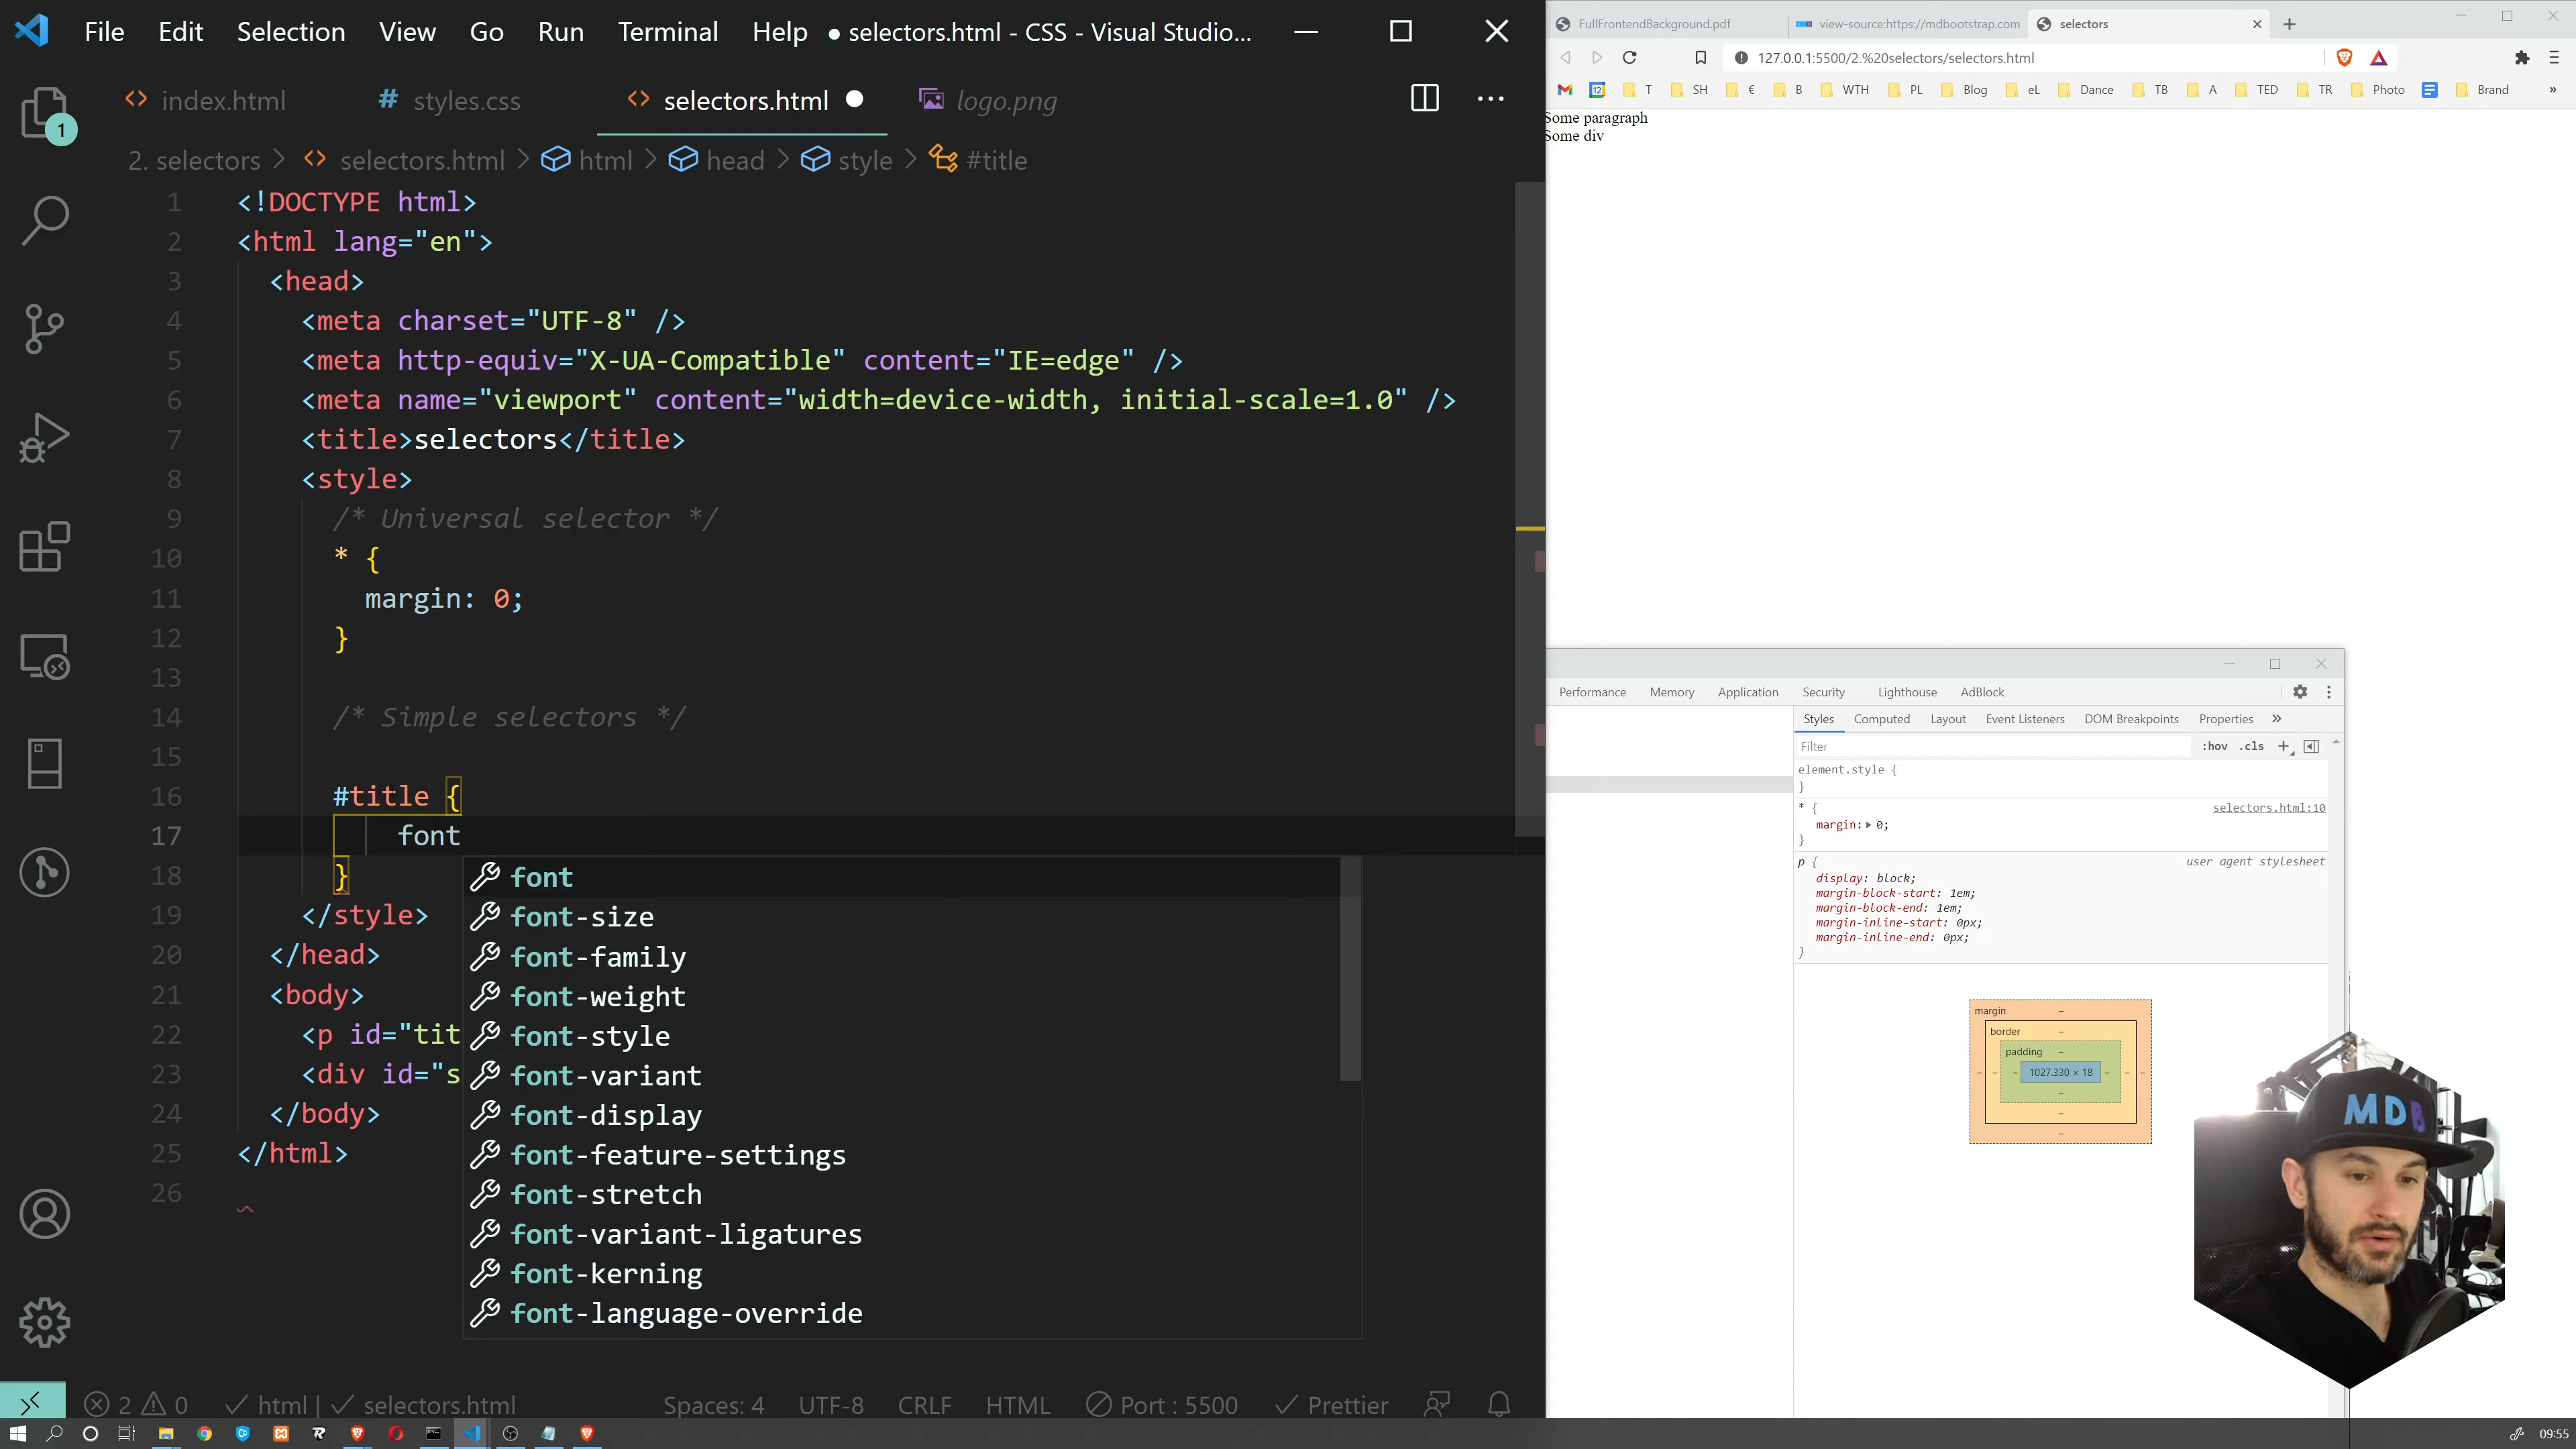 File Edit Selection View Go Run Terminal Help ● selectors.html - CSS - Visual Studio...
index.html # styles.css selectors.html logo.png
2. selectors > selectors.html > html > head > style > #title
1 <!DOCTYPE html>
2 <html lang="en">
3 <head>
4 <meta charset="UTF-8" />
5 <meta http-equiv="X-UA-Compatible" content="IE=edge" />
6 <meta name="viewport" content="width=device-width, initial-scale=1.0" />
7 <title>selectors</title>
8 <style>
9 /* Universal selector */
10 * {
11 margin: 0;
12 }
13
14 /* Simple selectors */
15
16 #title {
17 font
18 }
19 </style>
20 </head>
21 <body>
22 <p id="tit
23 <div id="s
24 </body>
25 </html>
26
font
font-size
font-family
font-weight
font-style
font-variant
font-display
font-feature-settings
font-stretch
font-variant-ligatures
font-kerning
font-language-override
1
2 0 html | selectors.html Spaces: 4 UTF-8 CRLF HTML Port : 5500 Prettier
FullFrontendBackground.pdf view-source:https://mdbootstrap.com selectors
127.0.0.1:5500/2.%20selectors/selectors.html
12 T SH € B WTH PL Blog eL Dance TB A TED TR Photo Brand »
Some paragraph
Some div
Performance Memory Application Security Lighthouse AdBlock
Styles Computed Layout Event Listeners DOM Breakpoints Properties »
Filter :hov .cls +
element.style {
}
* { selectors.html:10
margin: 0;
}
p { user agent stylesheet
display: block;
margin-block-start: 1em;
margin-block-end: 1em;
margin-inline-start: 0px;
margin-inline-end: 0px;
}
margin –
border –
padding –
– – – 1027.330 × 18 – – –
–
–
–
MDB
09:55